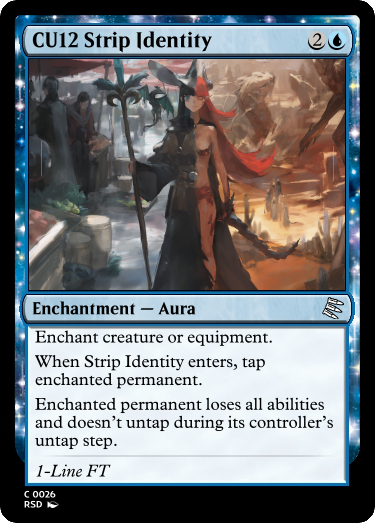 CU12 Strip Identity 2
Enchantment — Aura
Enchant creature or equipment.
When Strip Identity enters, tap
enchanted permanent.
Enchanted permanent loses all abilities
and doesn't untap during its controller's
untap step.
1-Line FT
C 0026
RSD